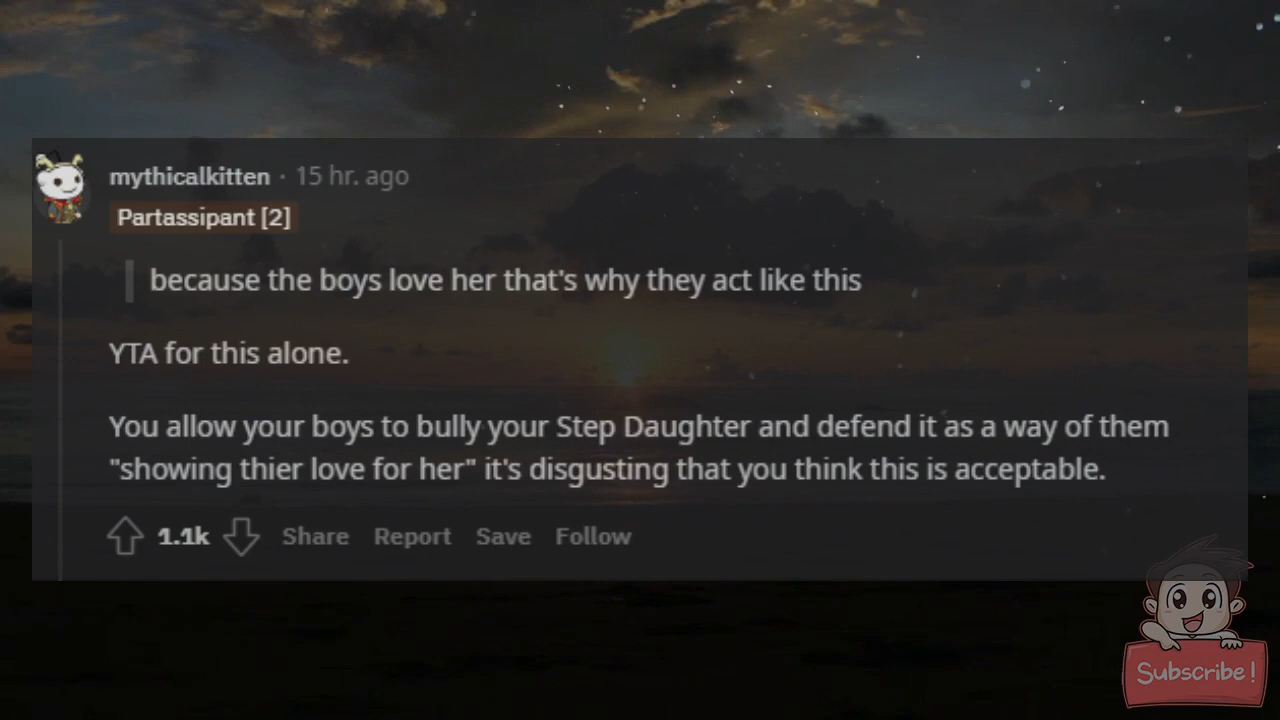 mythicalkitten · 15 hr. ago
Partassipant [2]
because the boys love her that's why they act like this
YTA for this alone.
You allow your boys to bully your Step Daughter and defend it as a way of them
"showing thier love for her" it's disgusting that you think this is acceptable.
1.1k Share Report Save Follow
Subscribe!